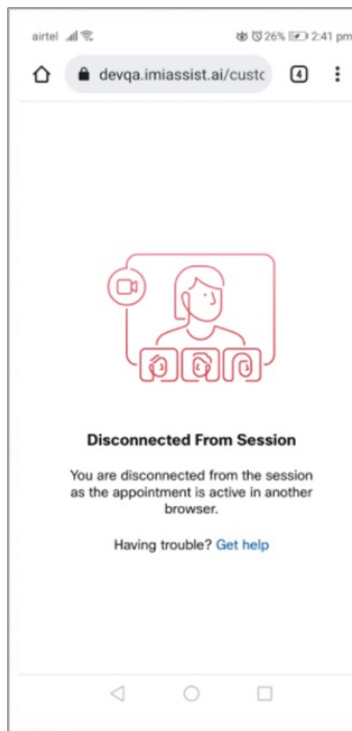 airtel 26% 2:41 pm
devqa.imiassist.ai/custc 4
Disconnected From Session
You are disconnected from the session
as the appointment is active in another
browser.
Having trouble? Get help